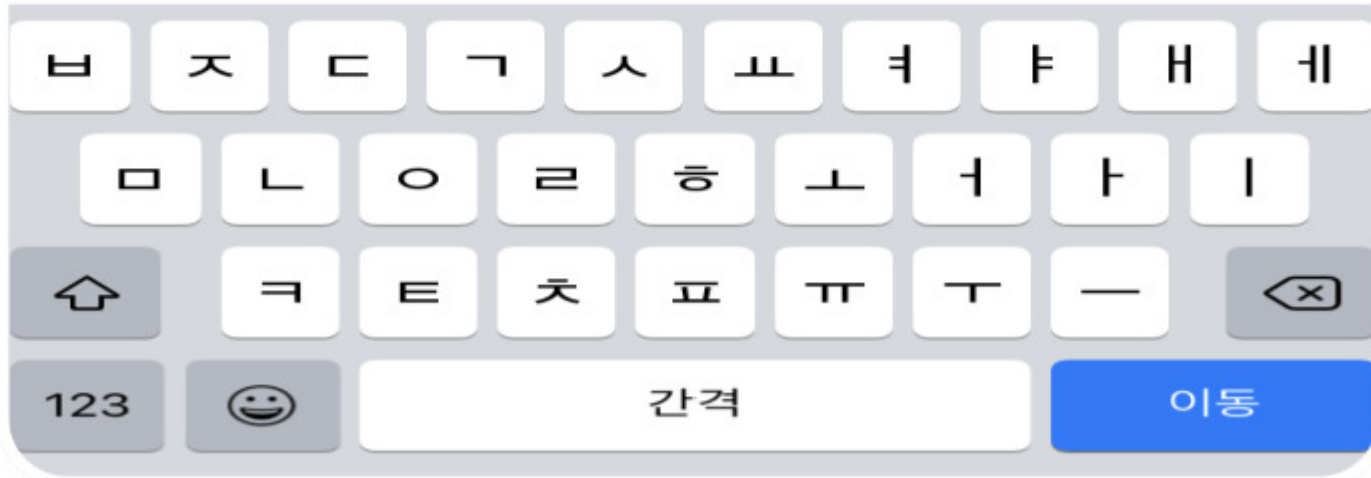 ㅂ ㅈ ㄷ ㄱ ㅅ ㅛ ㅕ ㅑ ㅐ ㅔ
ㅁ ㄴ ㅇ ㄹ ㅎ ㅗ ㅓ ㅏ ㅣ
ㅋ ㅌ ㅊ ㅍ ㅠ ㅜ ㅡ
123 간격 이동